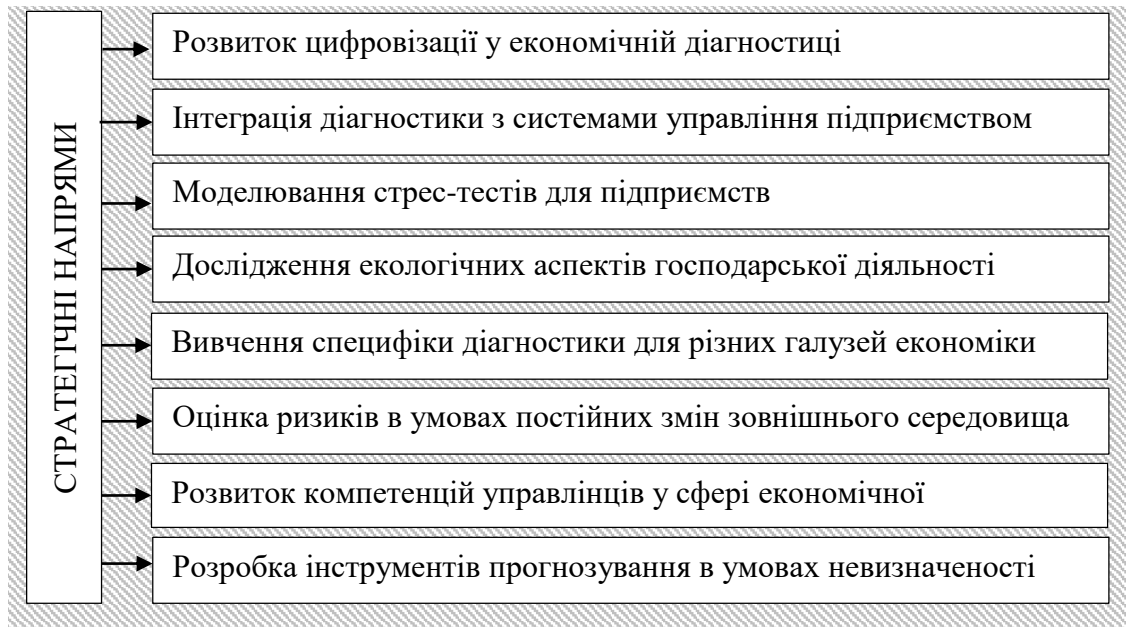 СТРАТЕГІЧНІ НАПРЯМИ
Розвиток цифровізації у економічній діагностиці
Інтеграція діагностики з системами управління підприємством
Моделювання стрес-тестів для підприємств
Дослідження екологічних аспектів господарської діяльності
Вивчення специфіки діагностики для різних галузей економіки
Оцінка ризиків в умовах постійних змін зовнішнього середовища
Розвиток компетенцій управлінців у сфері економічної
Розробка інструментів прогнозування в умовах невизначеності